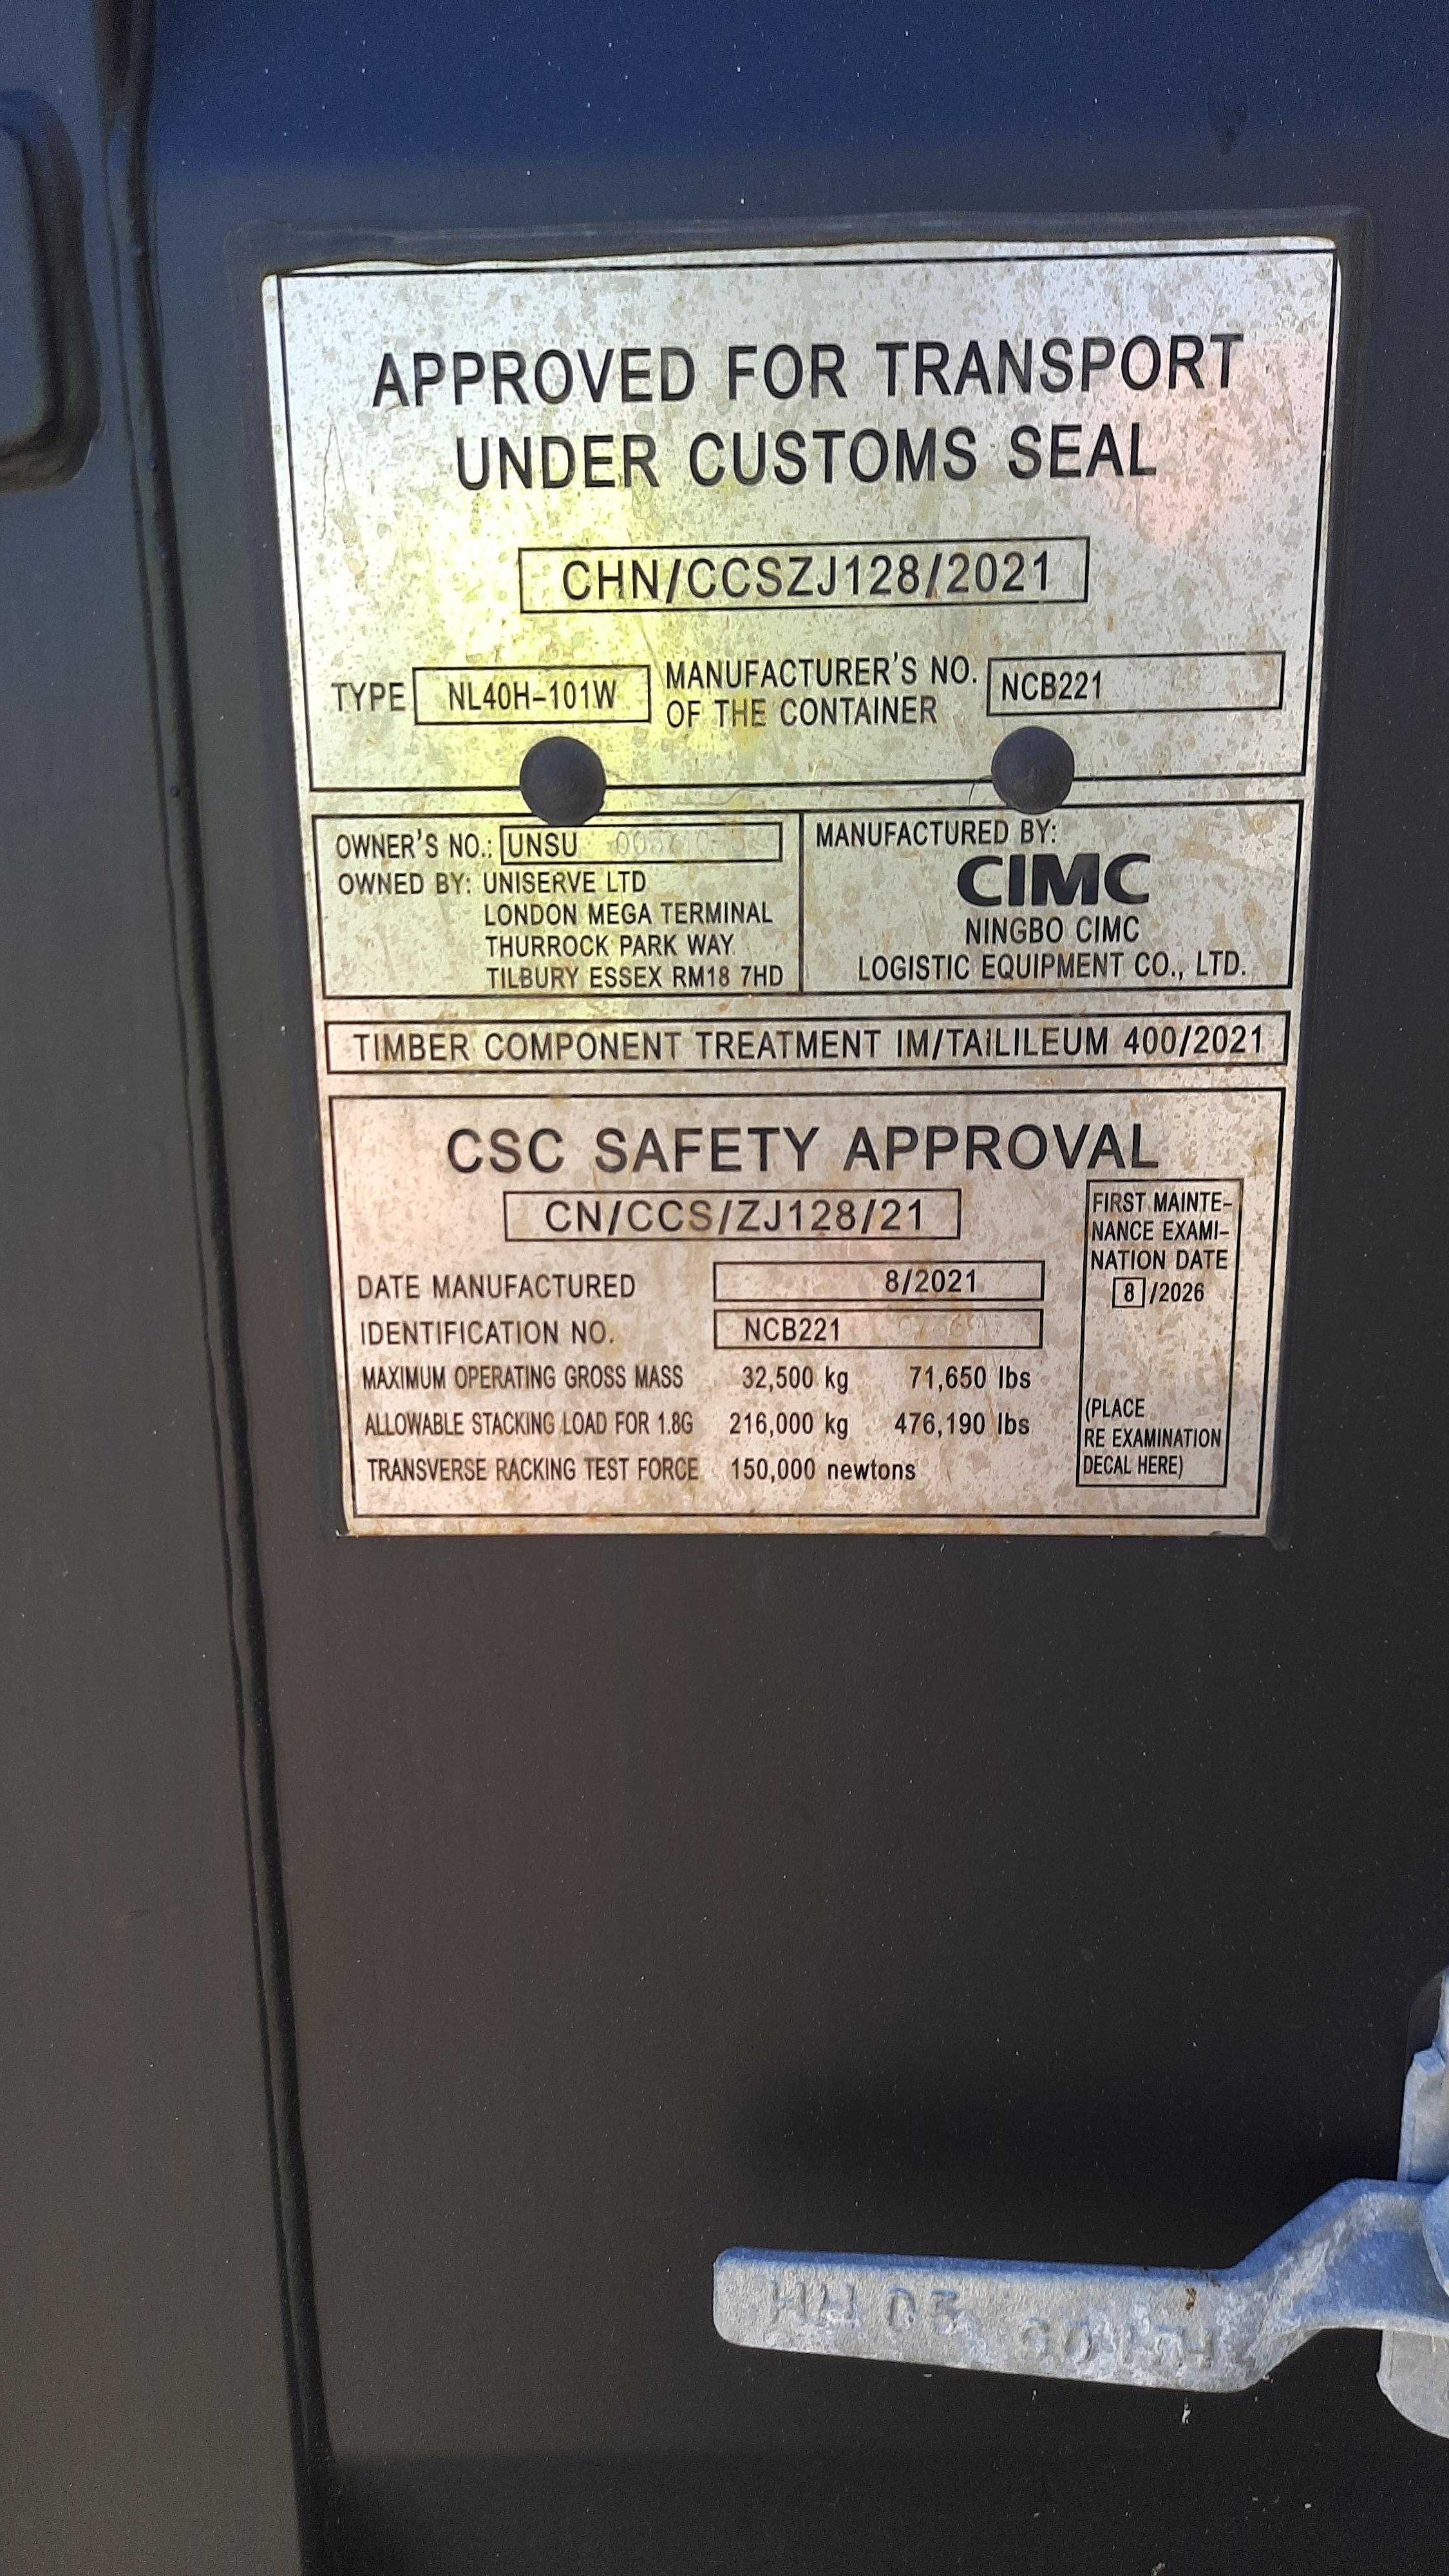 APPROVED FOR TRANSPORT
UNDER CUSTOMS SEAL
CHN/CCSZJ128/2021
TYPE NL40H-101W MANUFACTURER'S NO.
OF THE CONTAINER NCB221
OWNER'S NO.: UNSU
OWNED BY: UNISERVE LTD
LONDON MEGA TERMINAL
THURROCK PARK WAY
TILBURY ESSEX RM18 7HD
MANUFACTURED BY:
CIMC
NINGBO CIMC
LOGISTIC EQUIPMENT CO., LTD.
TIMBER COMPONENT TREATMENT IM/TAILILEUM 400/2021
CSC SAFETY APPROVAL
CN/CCS/ZJ128/21
DATE MANUFACTURED 8/2021
IDENTIFICATION NO. NCB221
MAXIMUM OPERATING GROSS MASS 32,500 kg 71,650 lbs
ALLOWABLE STACKING LOAD FOR 1.8G 216,000 kg 476,190 lbs
TRANSVERSE RACKING TEST FORCE 150,000 newtons
FIRST MAINTE-
NANCE EXAMI-
NATION DATE
8/2026
(PLACE
RE EXAMINATION
DECAL HERE)